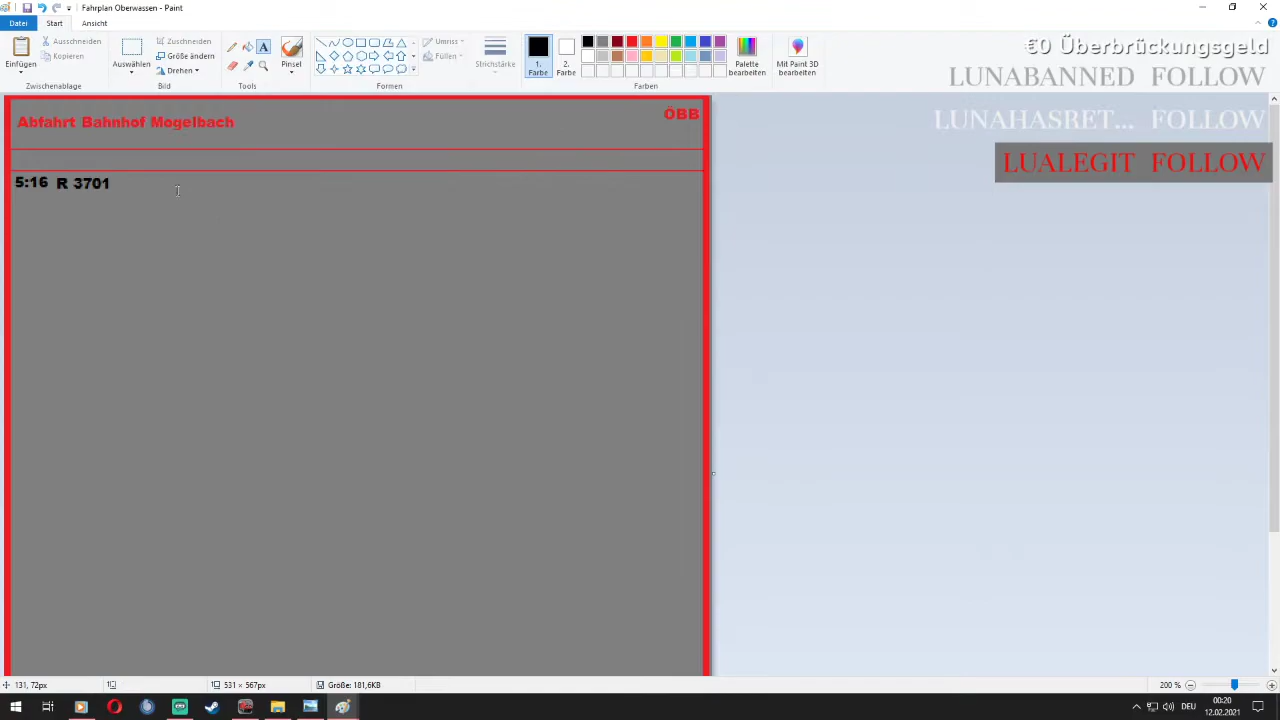 Fahrplan Oberwassen - Paint
Datei Start Ansicht
Einfügen
Ausschneiden
Kopieren
Zwischenablage
Auswählen
Zuschneiden
Größe ändern
Drehen
Bild
A
Pinsel
Tools
Umriss
Füllen
Formen
Strichstärke
1.
Farbe
2.
Farbe
Palette
bearbeiten
Farben
Mit Paint 3D
bearbeiten
€0 Überbrückungsgeld
LUNABANNED FOLLOW
LUNAHASRET... FOLLOW
LUALEGIT FOLLOW
Abfahrt Bahnhof Mogelbach
ÖBB
5:16 R 3701
131, 72px
531 × 567px
Größe: 181,6KB
200 %
DEU
00:20
12.02.2021